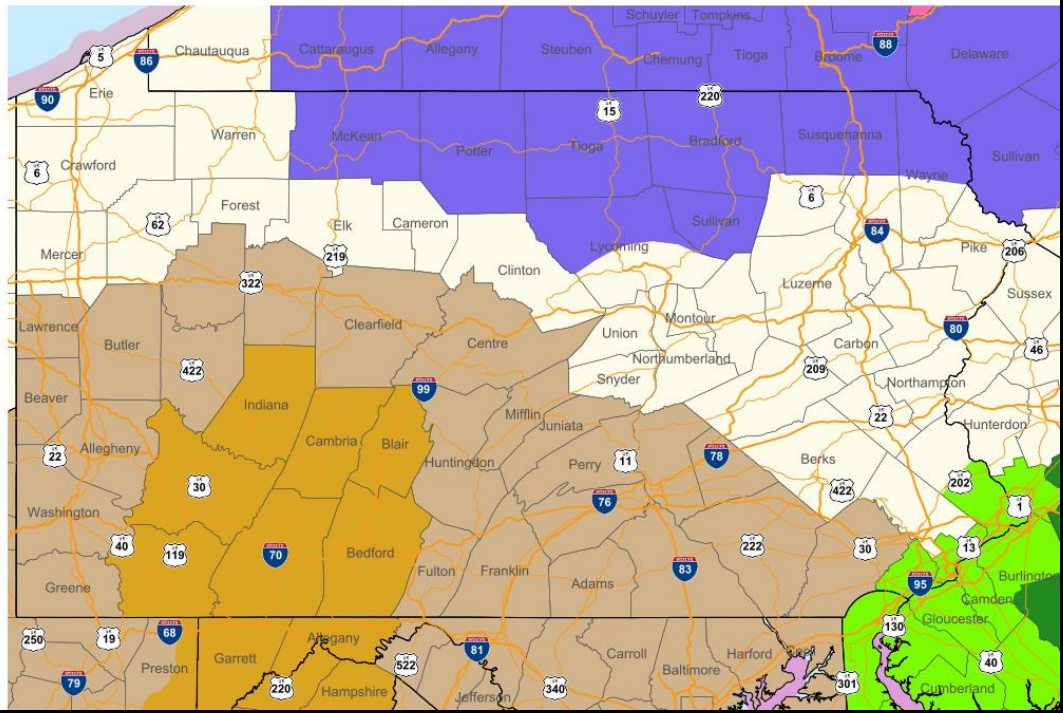 Schuyler Tompkins
5
Chautauqua
Cattaraugus
Allegany
Steuben
Tioga
88
Delaware
86
Chemung
Broome
90
Erie
220
15
Warren
McKean
Bradford
Susquehanna
Tioga
Potter
Sullivan
Crawford
6
Wayne
6
Forest
62
Elk
Cameron
Sullivan
84
219
Lycoming
Pike
206
Mercer
Clinton
322
Luzerne
Sussex
Lawrence
Clearfield
Montour
80
Butler
Centre
Union
Carbon
46
Northumberland
422
209
Snyder
Northampton
99
Beaver
Indiana
Mifflin
22
Juniata
Hunterdon
Cambria
Blair
Allegheny
22
Huntingdon
Perry
11
78
Berks
30
422
202
76
1
Washington
40
119
70
Bedford
222
30
13
Fulton
Franklin
83
Adams
95
Burlington
Greene
Camden
Gloucester
130
250
19
68
Allegany
81
Carroll
Harford
Garrett
Preston
522
Baltimore
40
79
220
Hampshire
340
301
Cumberland
Jefferson